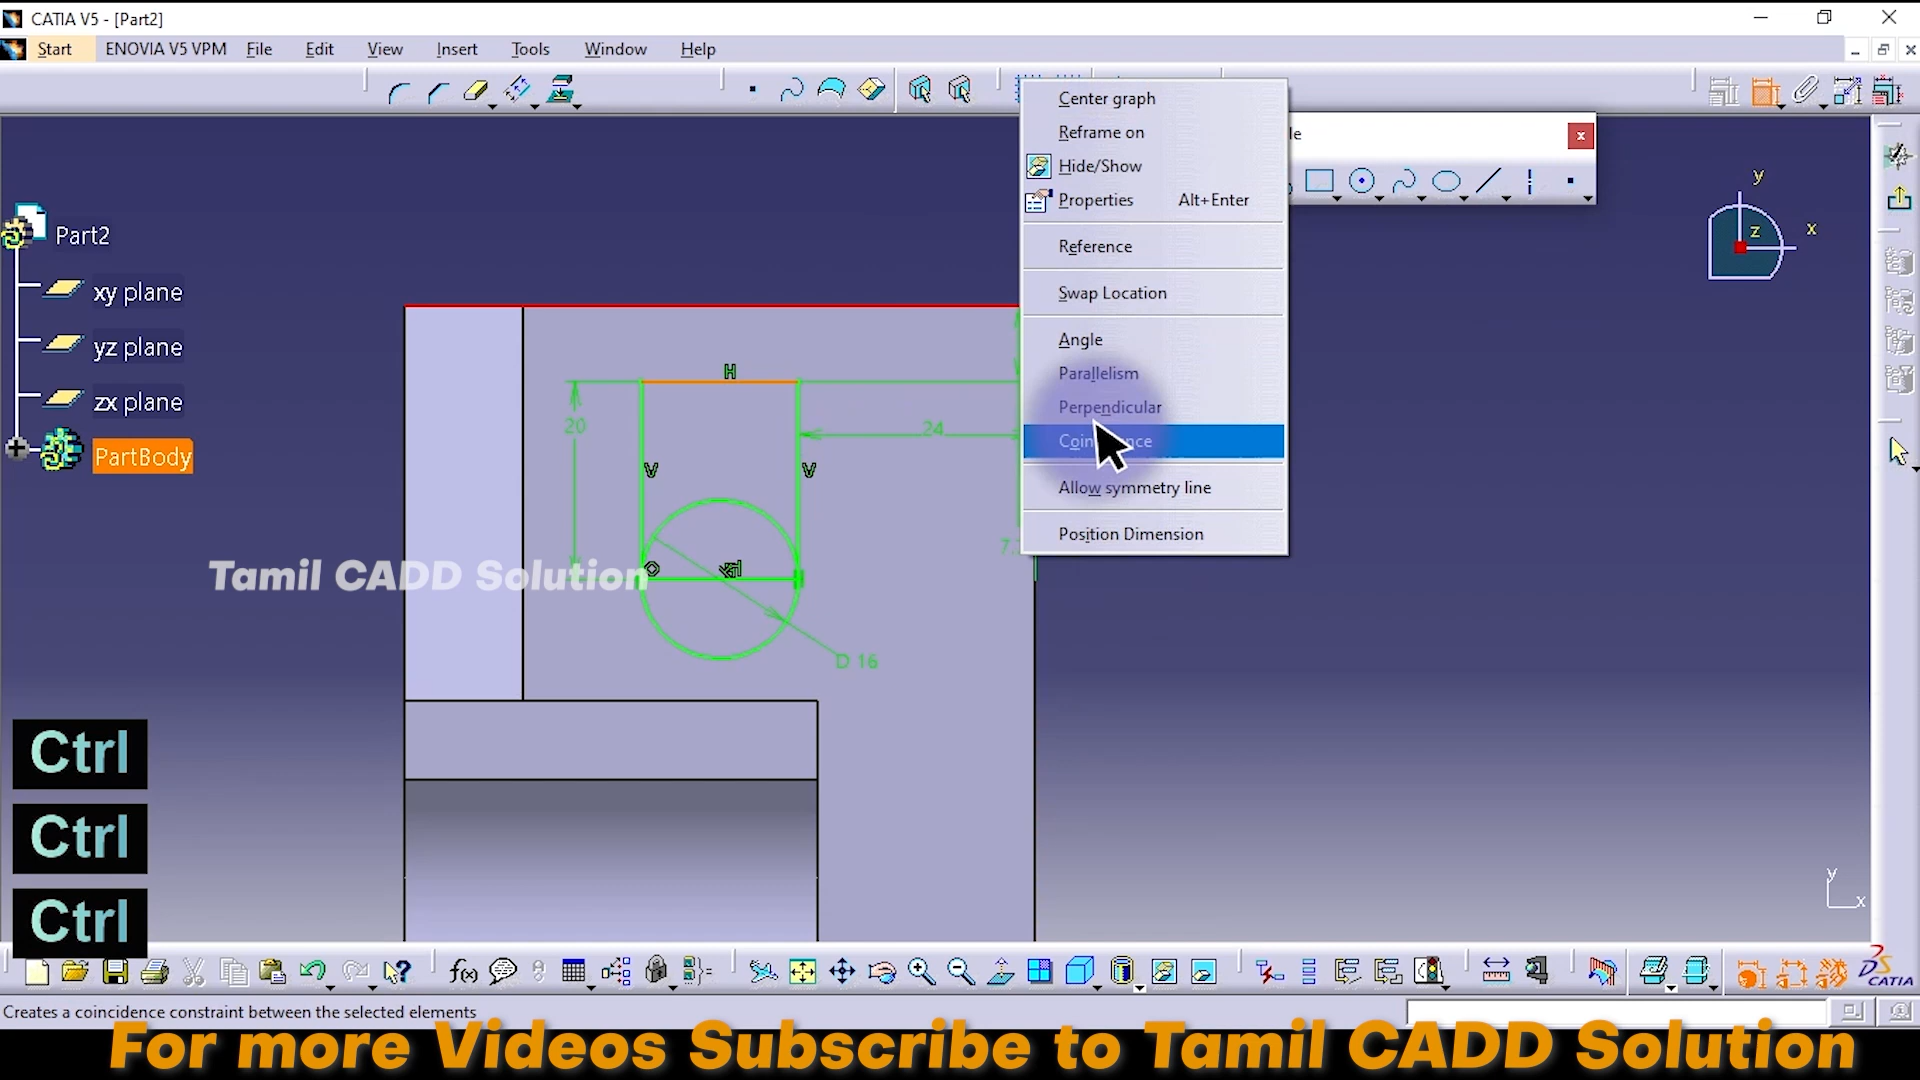 CATIA V5 - [Part2]
Start ENOVIA V5 VPM File Edit View Insert Tools Window Help
Center graph
Reframe on
Hide/Show
Properties Alt+Enter
Reference
Swap Location
Angle
Parallelism
Perpendicular
Coincidence
Allow symmetry line
Position Dimension
le
x
y
x
z
Part2
xy plane
yz plane
zx plane
PartBody
H
20
24
V
V
D 16
Tamil CADD Solution
Ctrl
Ctrl
Ctrl
y
x
f(x)
CATIA
Creates a coincidence constraint between the selected elements
For more Videos Subscribe to Tamil CADD Solution